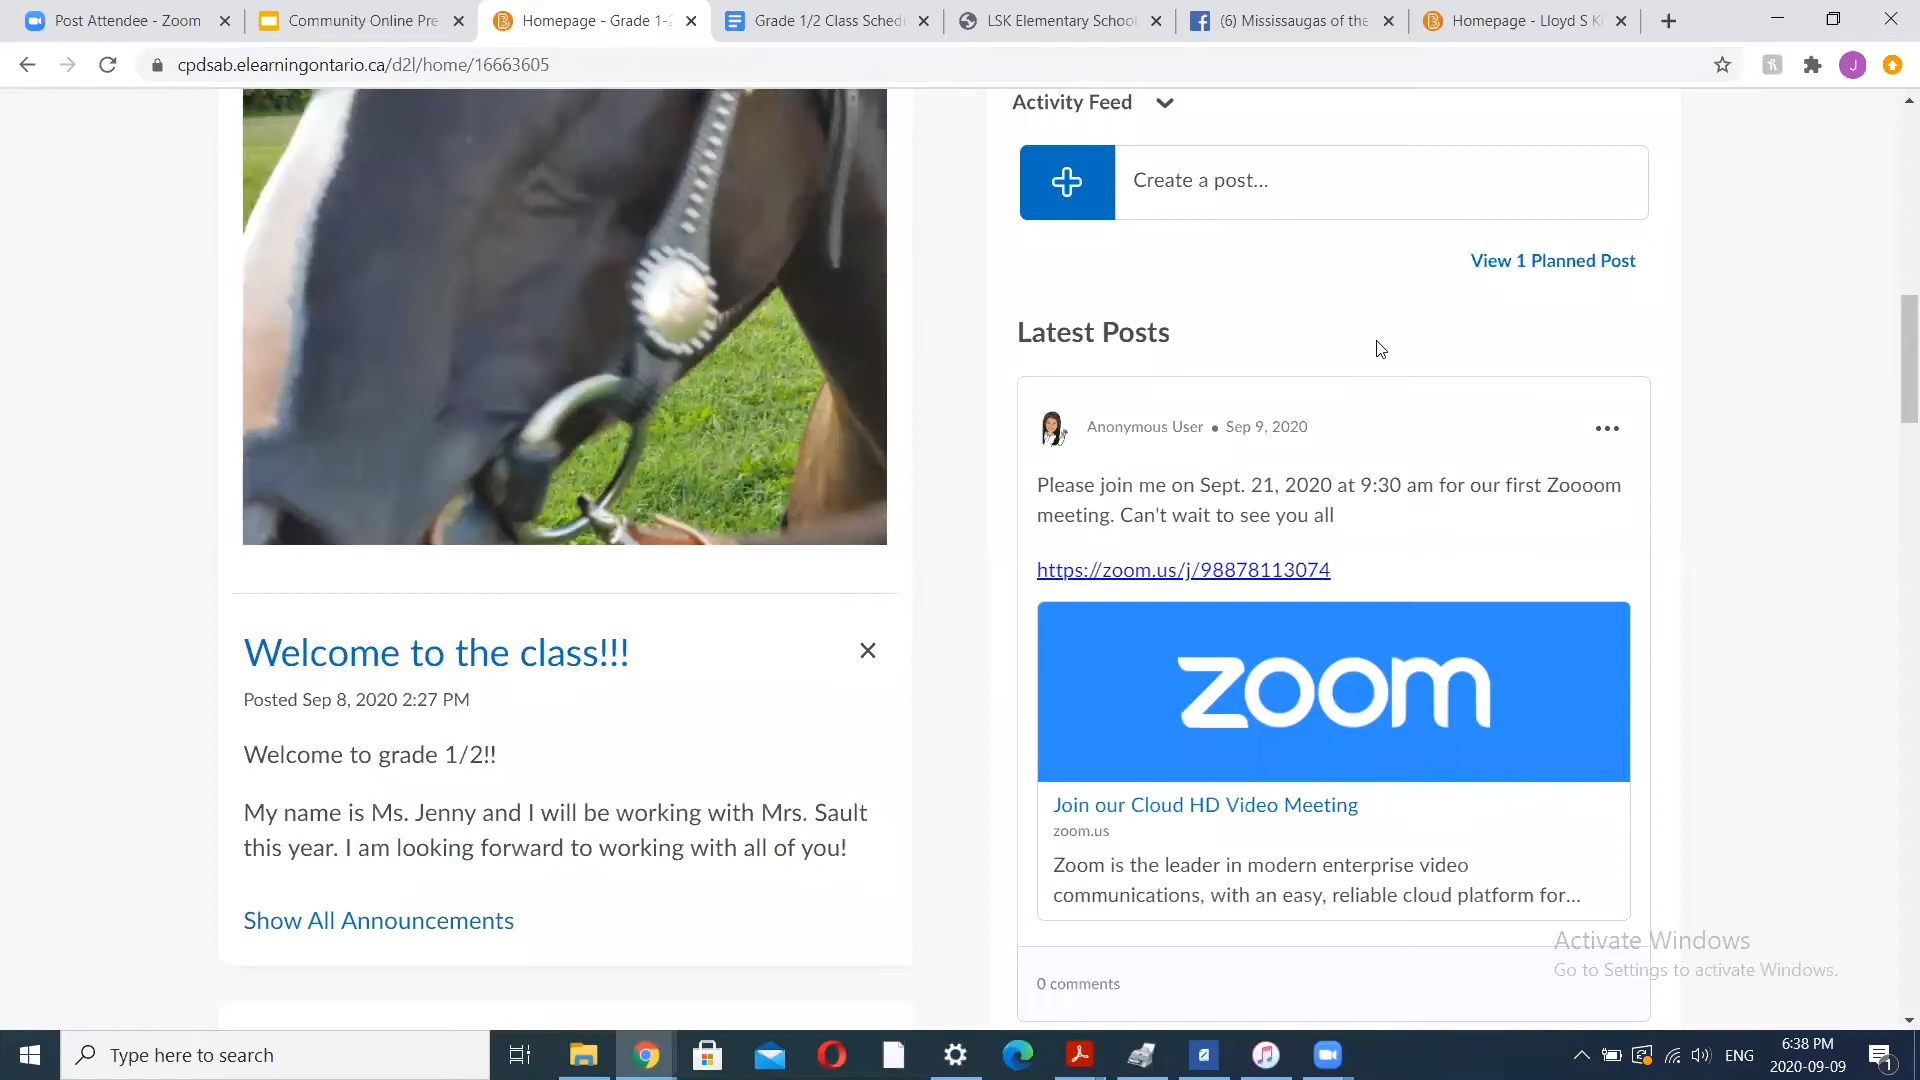 Post Attendee - Zoom
Community Online Pre
Homepage - Grade 1-2
Grade 1/2 Class Sched
LSK Elementary School
(6) Mississaugas of the
Homepage - Lloyd S Ki
cpdsab.elearningontario.ca/d2l/home/16663605
J
Activity Feed
Create a post...
View 1 Planned Post
Latest Posts
Anonymous User • Sep 9, 2020
Please join me on Sept. 21, 2020 at 9:30 am for our first Zoooom
meeting. Can't wait to see you all
https://zoom.us/j/98878113074
zoom
Join our Cloud HD Video Meeting
zoom.us
Zoom is the leader in modern enterprise video
communications, with an easy, reliable cloud platform for...
0 comments
Welcome to the class!!!
Posted Sep 8, 2020 2:27 PM
Welcome to grade 1/2!!
My name is Ms. Jenny and I will be working with Mrs. Sault
this year. I am looking forward to working with all of you!
Show All Announcements
Activate Windows
Go to Settings to activate Windows.
Type here to search
ENG
6:38 PM
2020-09-09
1